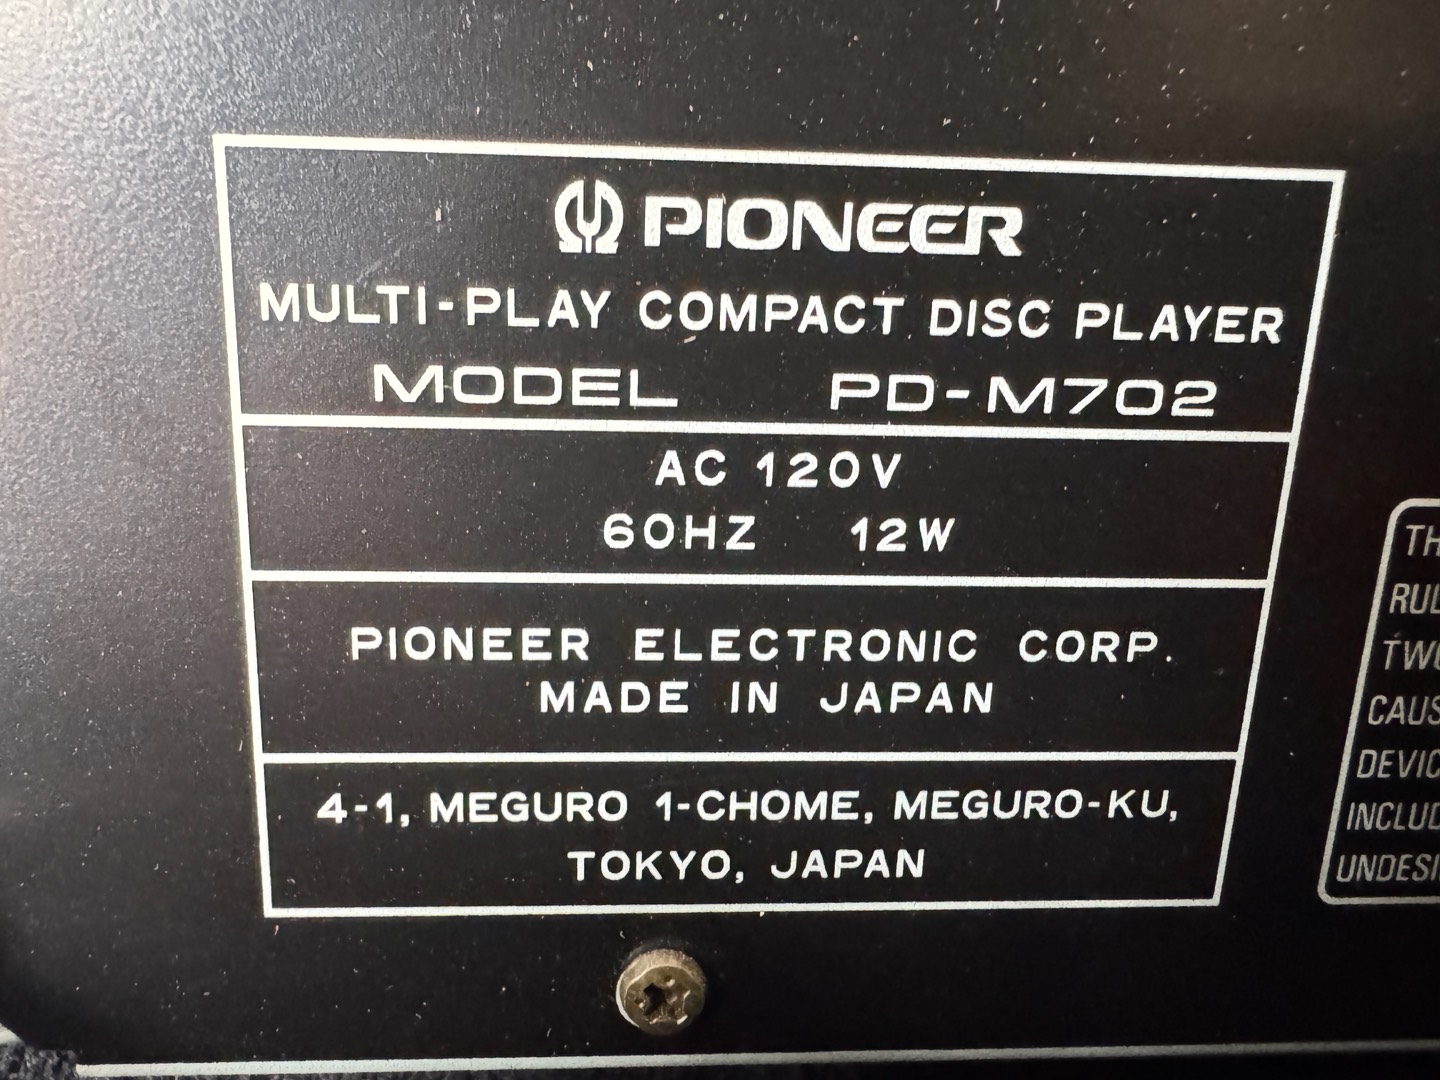 PIONEER
MULTI-PLAY COMPACT DISC PLAYER
MODEL PD-M702
AC 120V
60HZ 12W
PIONEER ELECTRONIC CORP.
MADE IN JAPAN
4-1, MEGURO 1-CHOME, MEGURO-KU,
TOKYO, JAPAN